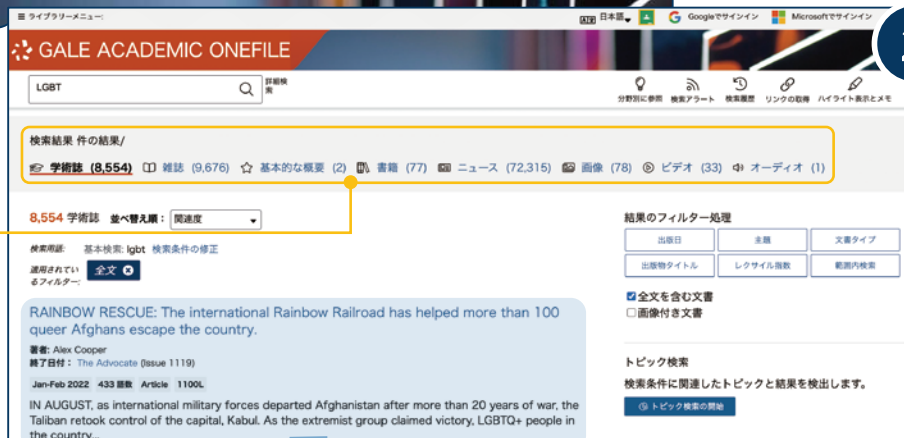 ≡ ライブラリーメニュー:
日本語
Googleでサインイン
Microsoftでサインイン
GALE ACADEMIC ONEFILE
LGBT
詳細検索
分野別に参照 検索アラート 検索履歴 リンクの取得 ハイライト表示とメモ
検索結果 件の結果/
学術誌 (8,554) 雑誌 (9,676) 基本的な概要 (2) 書籍 (77) ニュース (72,315) 画像 (78) ビデオ (33) オーディオ (1)
8,554 学術誌 並べ替え順: 関連度
検索用語: 基本検索: lgbt 検索条件の修正
適用されているフィルター: 全文
RAINBOW RESCUE: The international Rainbow Railroad has helped more than 100
queer Afghans escape the country.
著者: Alex Cooper
終了日付: The Advocate (Issue 1119)
Jan-Feb 2022 433 語数 Article 1100L
IN AUGUST, as international military forces departed Afghanistan after more than 20 years of war, the
Taliban retook control of the capital, Kabul. As the extremist group claimed victory, LGBTQ+ people in
the country...
結果のフィルター処理
出版日 主題 文書タイプ
出版物タイトル レクサイル指数 範囲内検索
全文を含む文書
画像付き文書
トピック検索
検索条件に関連したトピックと結果を検出します。
トピック検索の開始